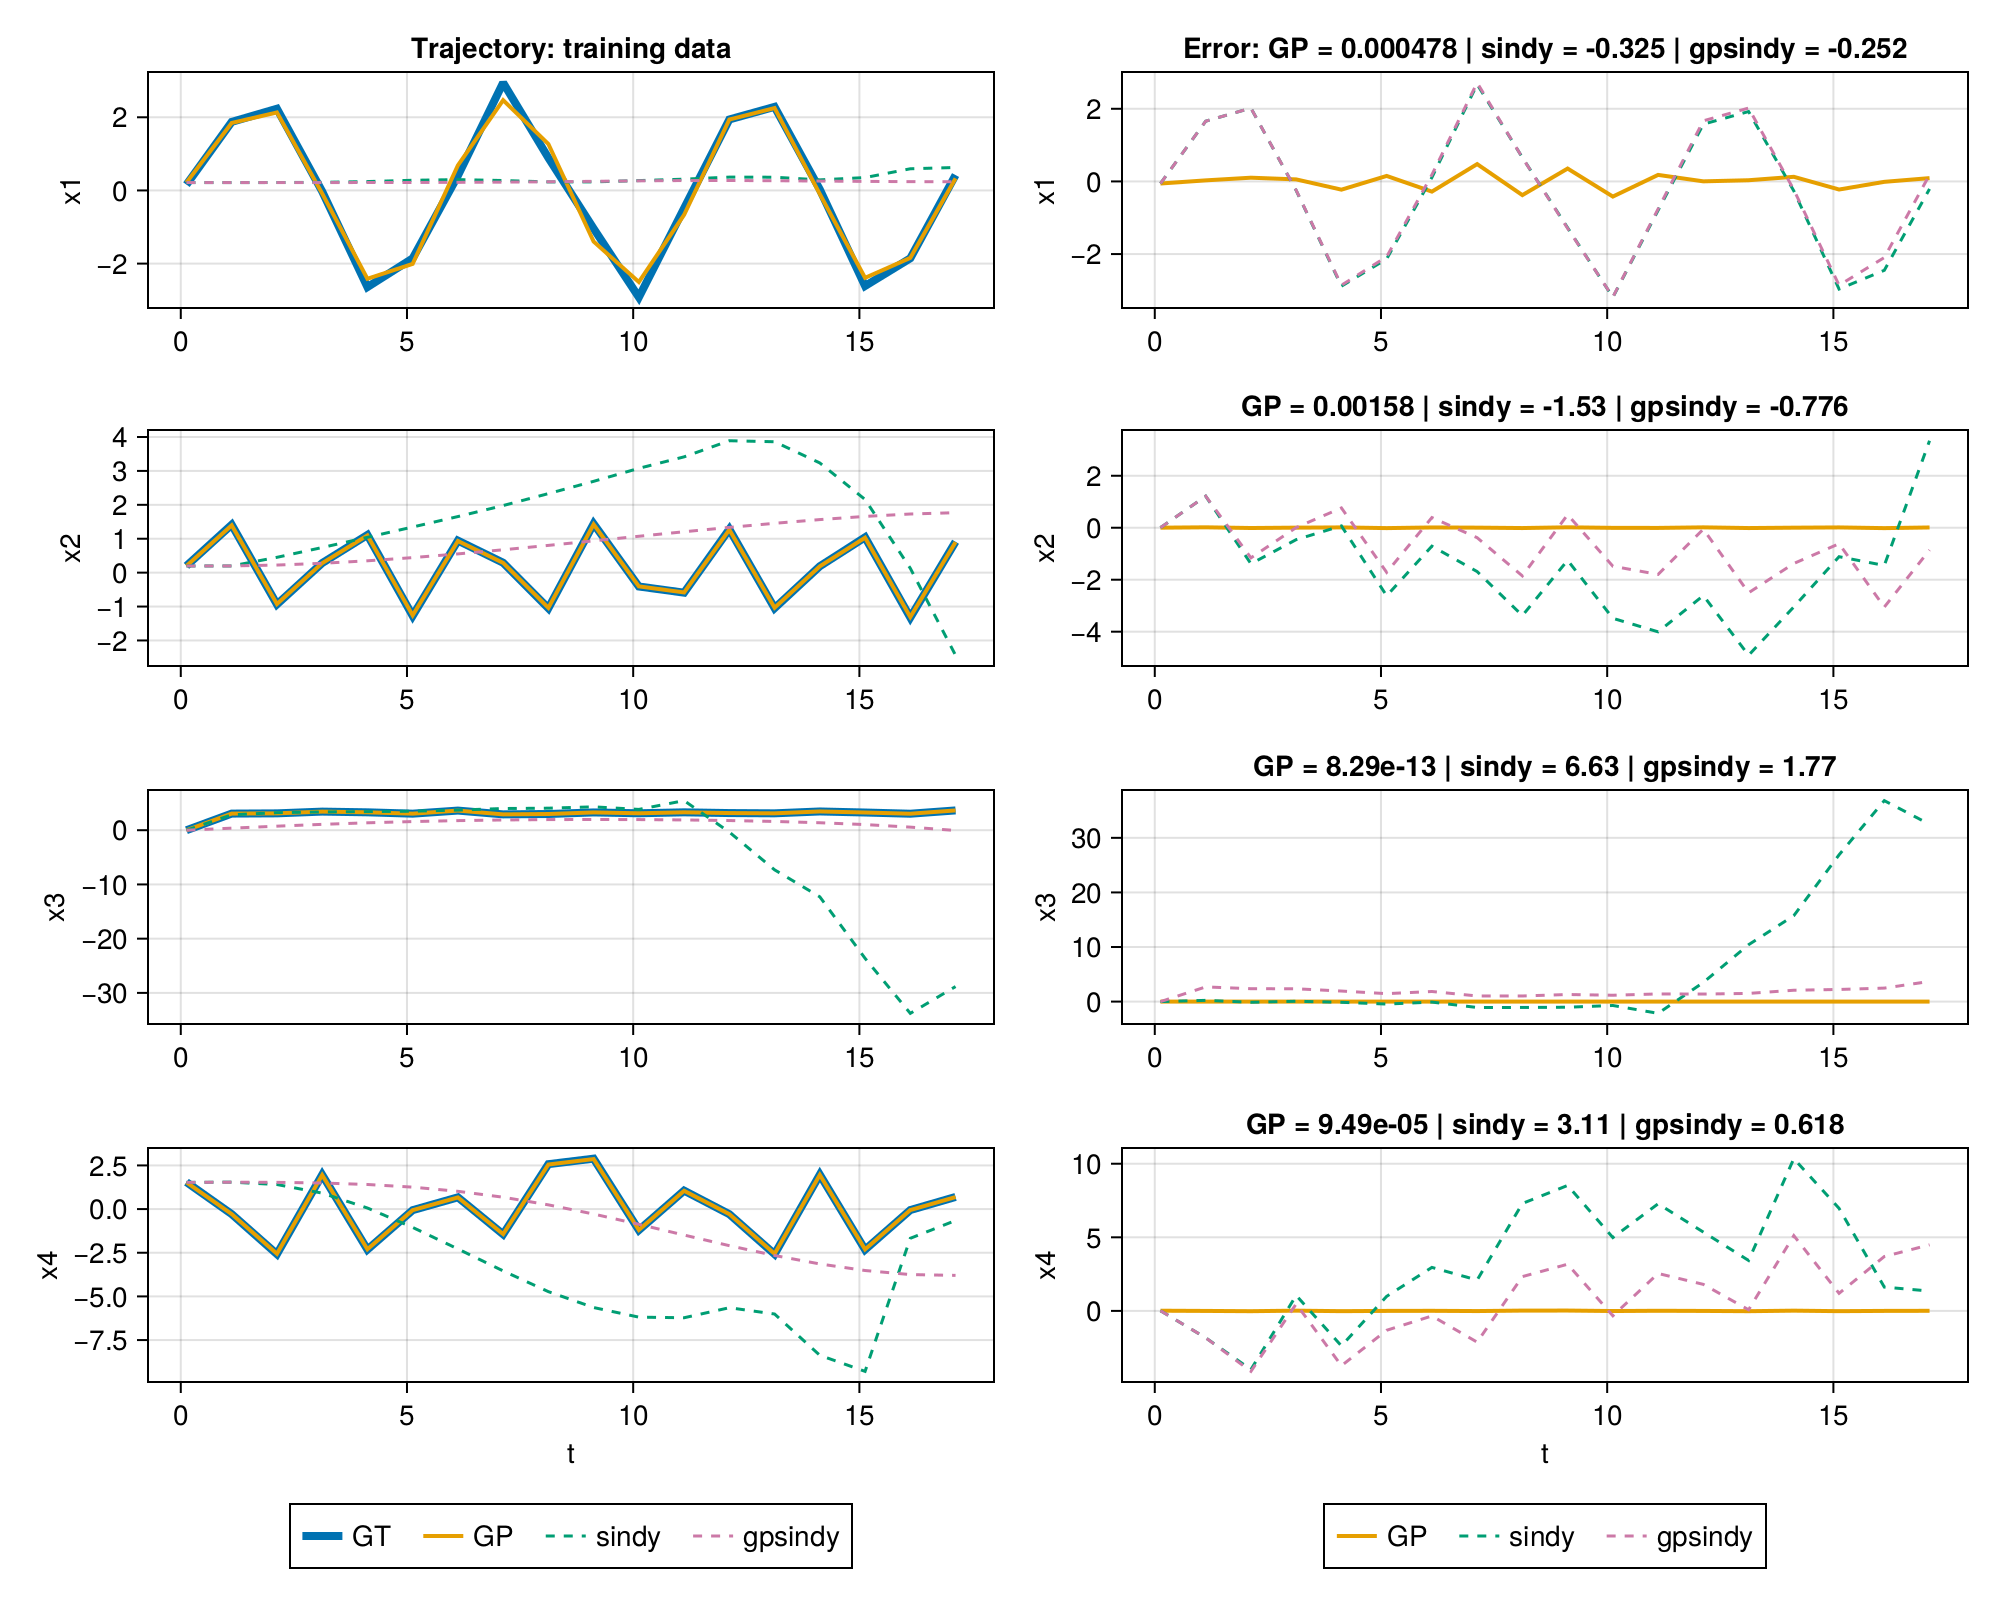 Trajectory: training data
Error: GP = 0.000478 | sindy = -0.325 | gpsindy = -0.252
2
0
−2
x1
0 5 10 15
2
0
−2
x1
0 5 10 15
GP = 0.00158 | sindy = -1.53 | gpsindy = -0.776
4
3
2
1
0
−1
−2
x2
0 5 10 15
2
0
−2
−4
x2
0 5 10 15
GP = 8.29e-13 | sindy = 6.63 | gpsindy = 1.77
0
−10
−20
−30
x3
0 5 10 15
30
20
10
0
x3
0 5 10 15
GP = 9.49e-05 | sindy = 3.11 | gpsindy = 0.618
2.5
0.0
−2.5
−5.0
−7.5
x4
0 5 10 15
t
10
5
0
x4
0 5 10 15
t
GT GP sindy gpsindy
GP sindy gpsindy